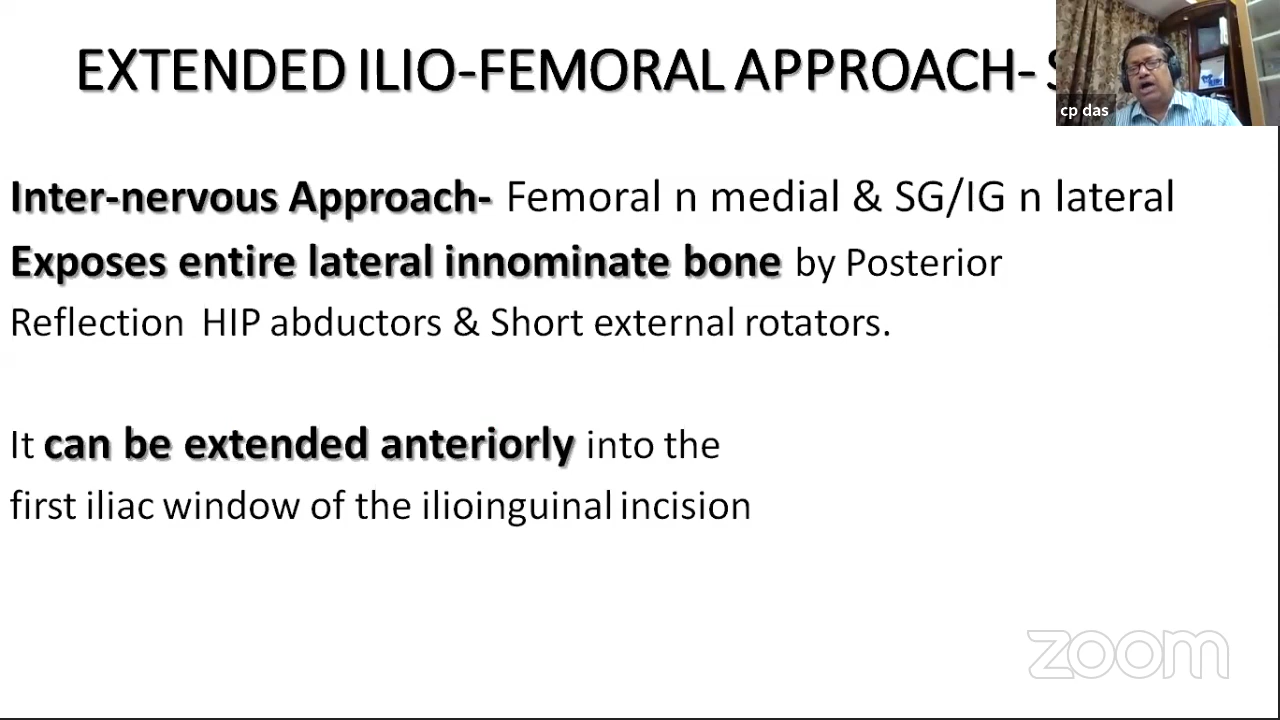 EXTENDED ILIO-FEMORAL APPROACH-
cp das
Inter-nervous Approach- Femoral n medial & SG/IG n lateral
Exposes entire lateral innominate bone by Posterior
Reflection HIP abductors & Short external rotators.
It can be extended anteriorly into the
first iliac window of the ilioinguinal incision
zoom